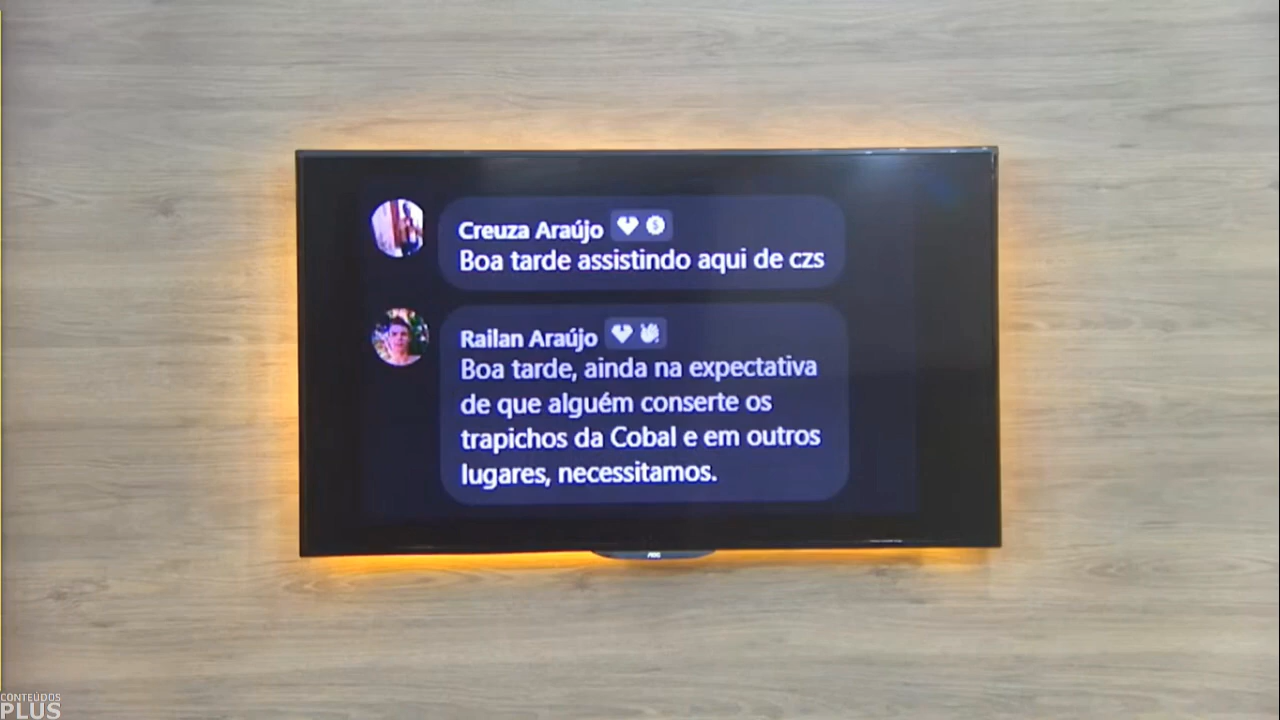 Creuza Araújo
Boa tarde assistindo aqui de czs
Railan Araújo
Boa tarde, ainda na expectativa
de que alguém conserte os
trapichos da Cobal e em outros
lugares, necessitamos.
AOC
CONTEÚDOS
PLUS